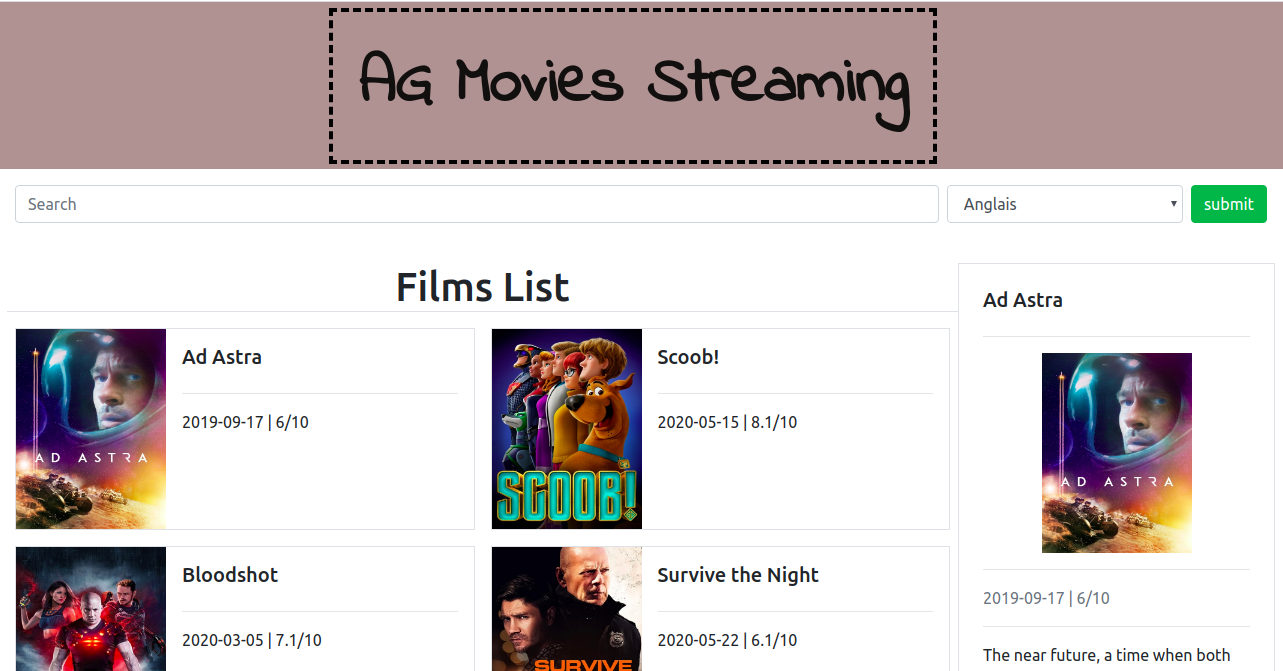 AG Movies Streaming
Search
Anglais
submit
Films List
Ad Astra
2019-09-17 | 6/10
AD ASTRA
Scoob!
2020-05-15 | 8.1/10
SCOOB!
Bloodshot
2020-03-05 | 7.1/10
Survive the Night
2020-05-22 | 6.1/10
SURVIVE
Ad Astra
AD ASTRA
2019-09-17 | 6/10
The near future, a time when both